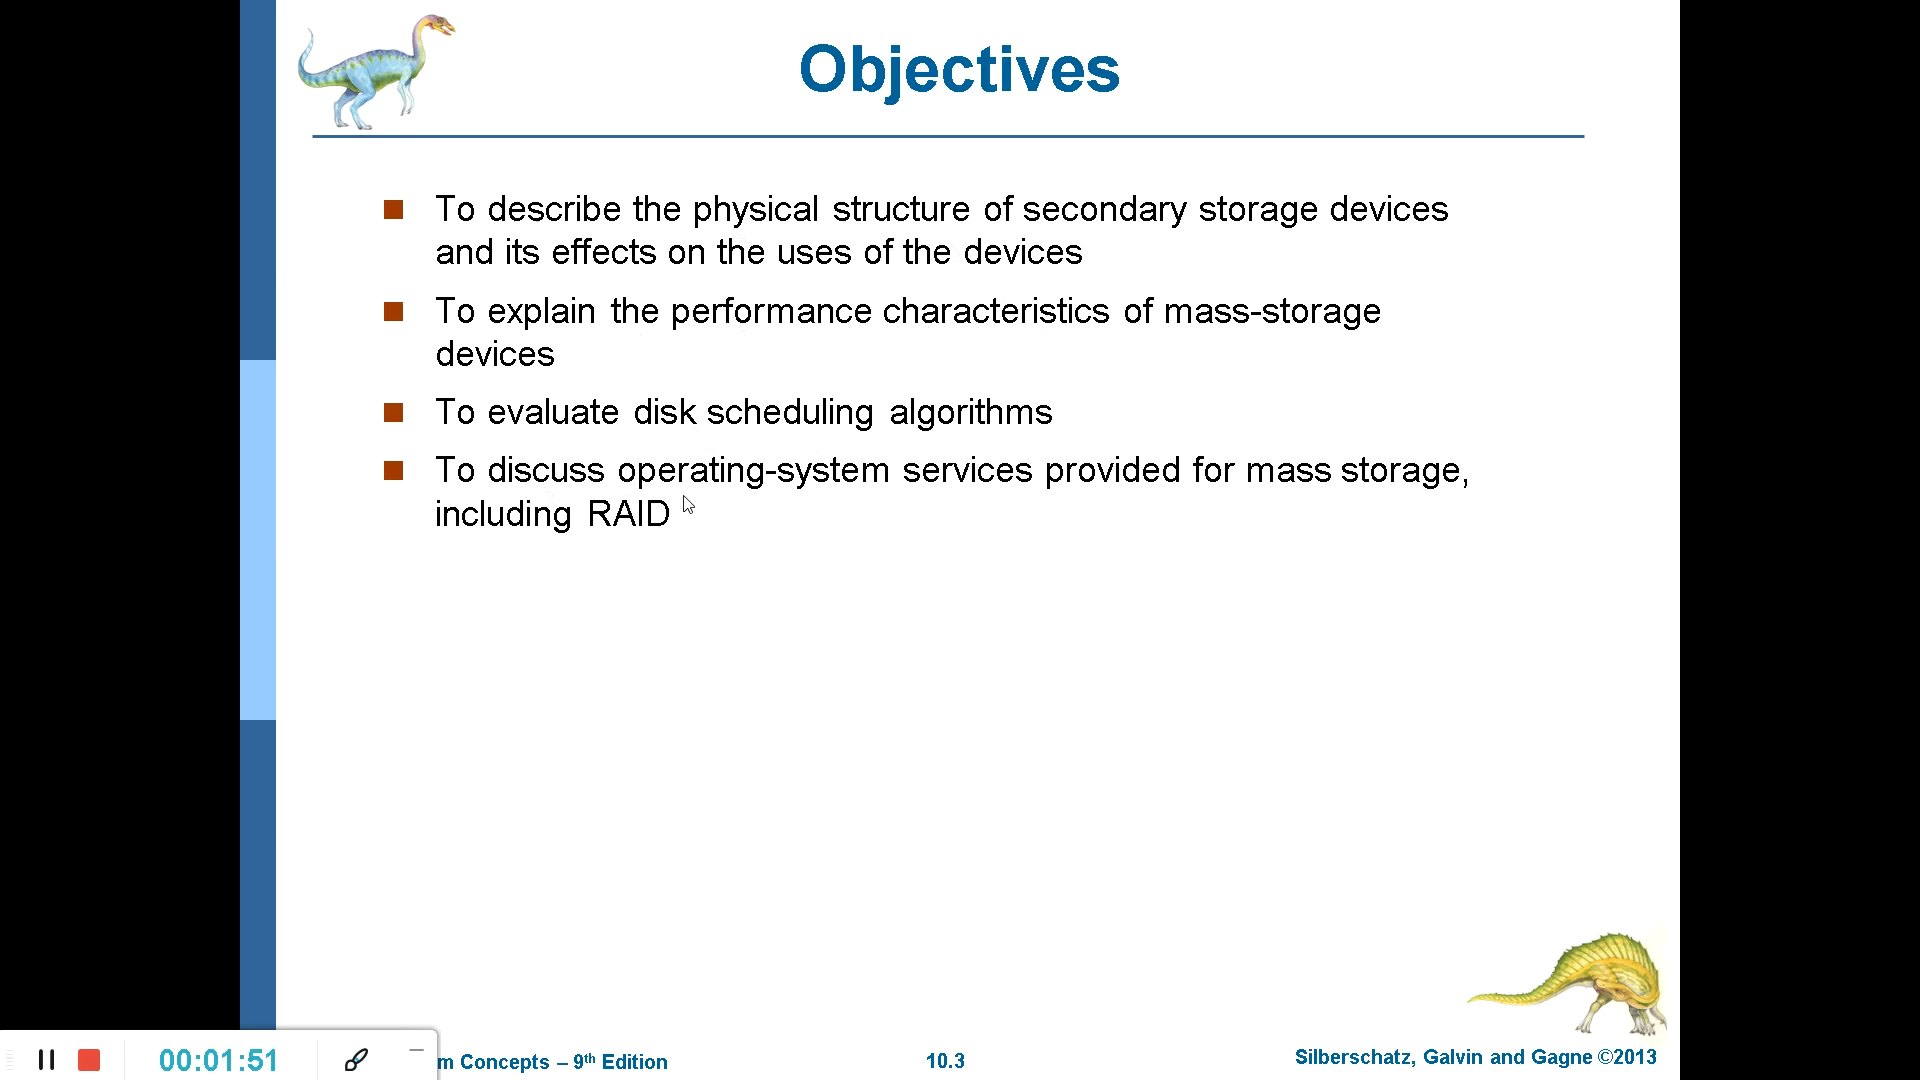 Objectives
To describe the physical structure of secondary storage devices
and its effects on the uses of the devices
To explain the performance characteristics of mass-storage
devices
To evaluate disk scheduling algorithms
To discuss operating-system services provided for mass storage,
including RAID
00:01:51
m Concepts – 9th Edition
10.3
Silberschatz, Galvin and Gagne ©2013